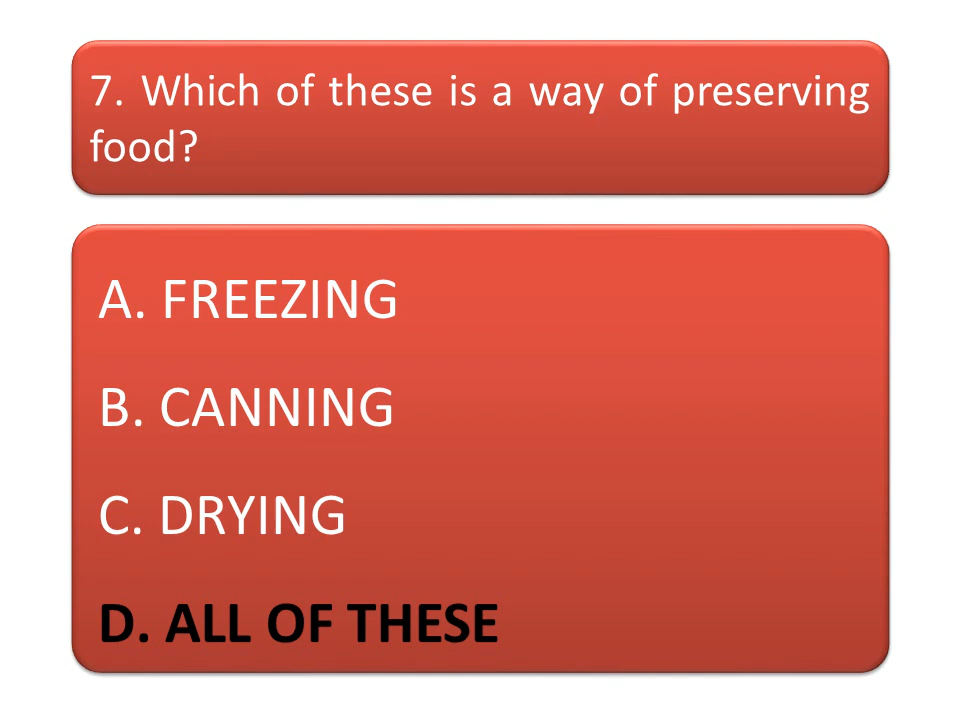 7. Which of these is a way of preserving
food?
A. FREEZING
B. CANNING
C. DRYING
D. ALL OF THESE